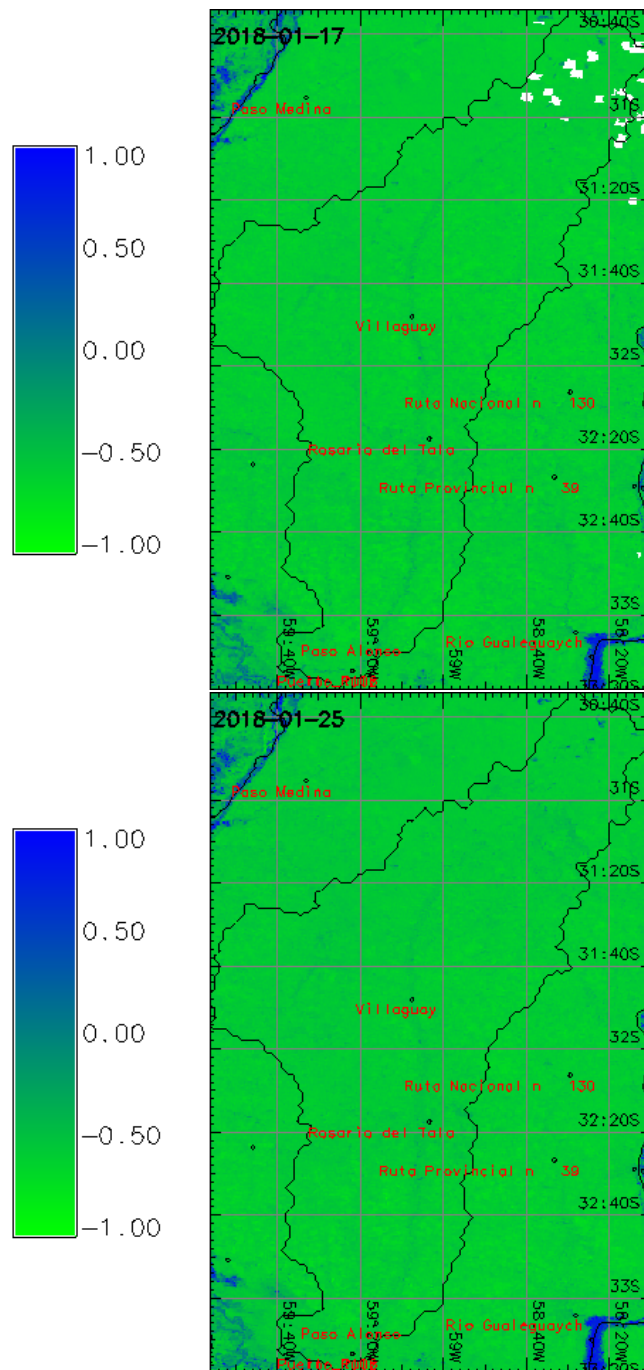 2018-01-17
30:40S
Paso Medina
31S
1.00
31:20S
0.50
31:40S
Villaguay
0.00
32S
Ruta Nacional n 130
-0.50
32:20S
Rosario del Tala
Ruta Provincial n 39
-1.00
32:40S
33S
59:40W
59:20W
59W
58:40W
58:20W
Rio Gualeguaych
Paso Alonso
Puerto Ruiz
2018-01-25
30:40S
Paso Medina
31S
1.00
31:20S
0.50
31:40S
Villaguay
0.00
32S
Ruta Nacional n 130
-0.50
32:20S
Rosario del Tala
Ruta Provincial n 39
-1.00
32:40S
33S
59:40W
59:20W
59W
58:40W
58:20W
Rio Gualeguaych
Paso Alonso